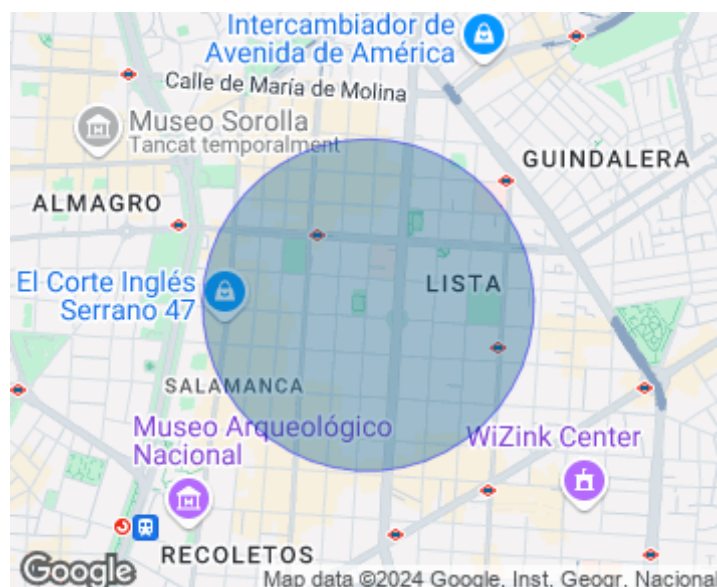 Intercambiador de
Avenida de América
Calle de María de Molina
Museo Sorolla
Tancat temporalment
GUINDALERA
ALMAGRO
El Corte Inglés
Serrano 47
LISTA
SALAMANCA
Museo Arqueológico
Nacional
WiZink Center
RECOLETOS
Google
Map data ©2024 Google, Inst. Geogr. Nacional